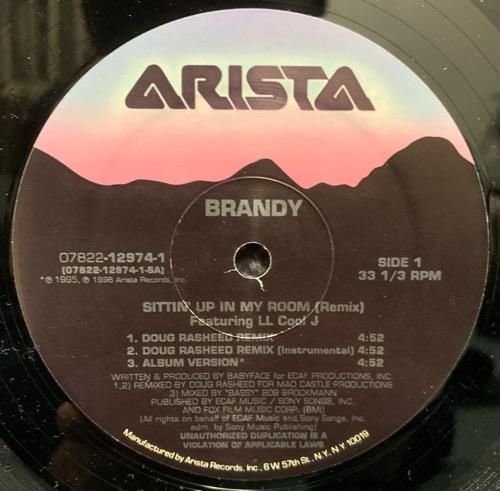 ARISTA
BRANDY
07822-12974-1
(07822-12974-1-SA)
*℗ 1995, ℗ 1996 Arista Records, Inc.
SIDE 1
33 1/3 RPM
SITTIN' UP IN MY ROOM (Remix)
Featuring LL Cool J
1. DOUG RASHEED REMIX 4:52
2. DOUG RASHEED REMIX (Instrumental) 4:52
3. ALBUM VERSION* 4:52
WRITTEN & PRODUCED BY BABYFACE for ECAF PRODUCTIONS, INC.
1,2) REMIXED BY DOUG RASHEED FOR MAD CASTLE PRODUCTIONS
3) MIXED BY "BASSY" BOB BROCKMANN
PUBLISHED BY ECAF MUSIC / SONY SONGS, INC.
AND FOX FILM MUSIC CORP. (BMI)
(All rights on behalf of ECAF Music and Sony Songs, Inc.
adm. by Sony Music Publishing)
UNAUTHORIZED DUPLICATION IS A
VIOLATION OF APPLICABLE LAWS
Manufactured by Arista Records, Inc., 6 W 57th St., N.Y., N.Y 10019